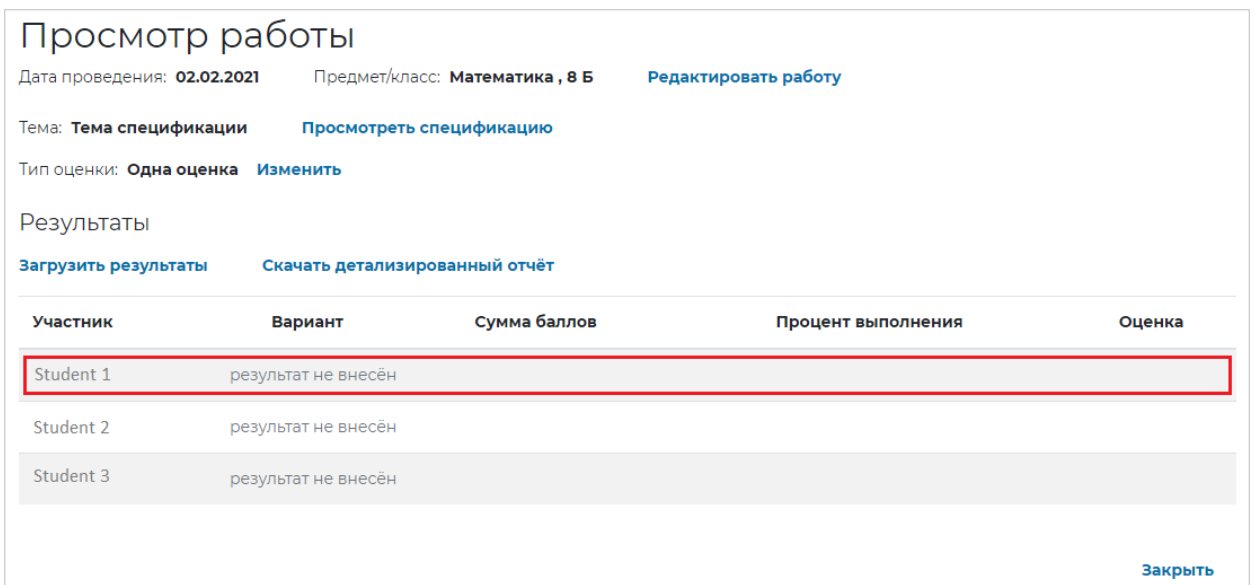 Просмотр работы
Дата проведения: 02.02.2021 Предмет/класс: Математика , 8 Б Редактировать работу
Тема: Тема спецификации Просмотреть спецификацию
Тип оценки: Одна оценка Изменить
Результаты
Загрузить результаты Скачать детализированный отчёт
Участник Вариант Сумма баллов Процент выполнения Оценка
Student 1 результат не внесён
Student 2 результат не внесён
Student 3 результат не внесён
Закрыть